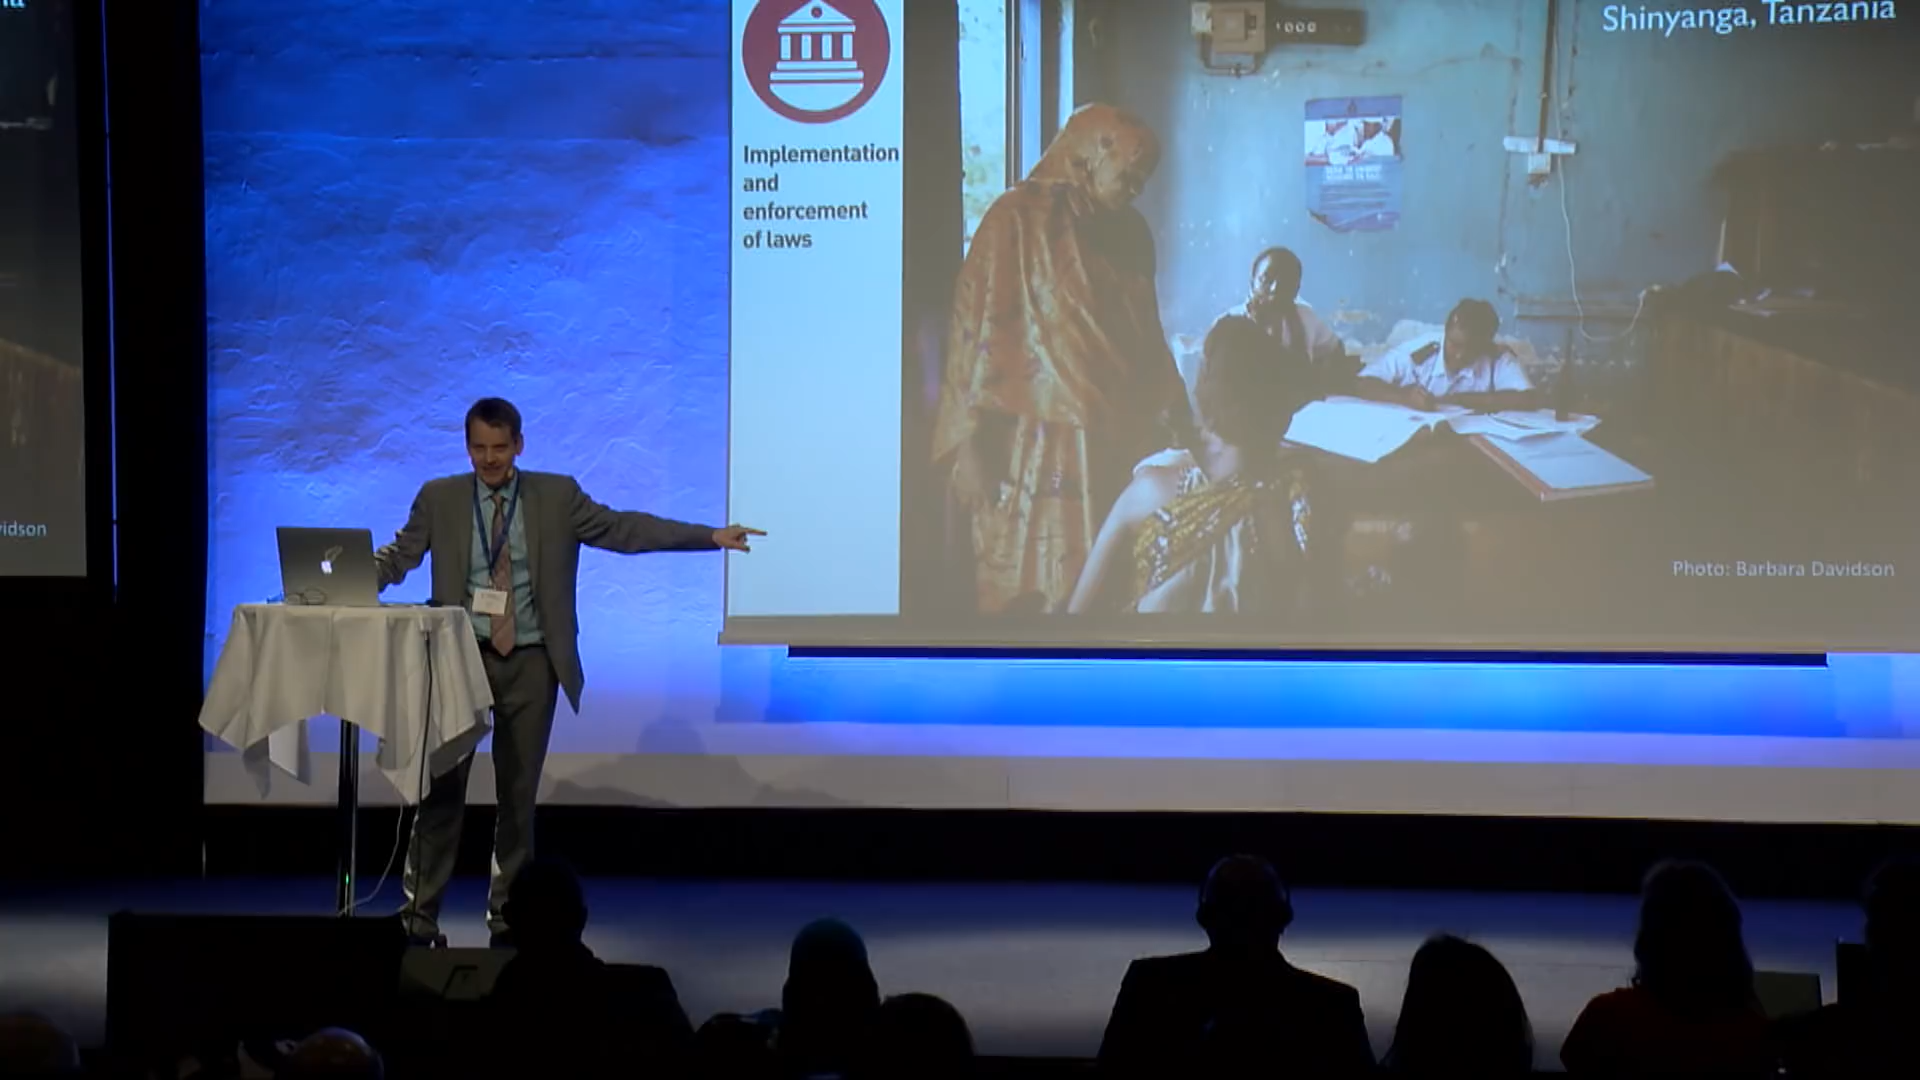 Shinyanga, Tanzania
Implementation
and
enforcement
of laws
Photo: Barbara Davidson
vidson